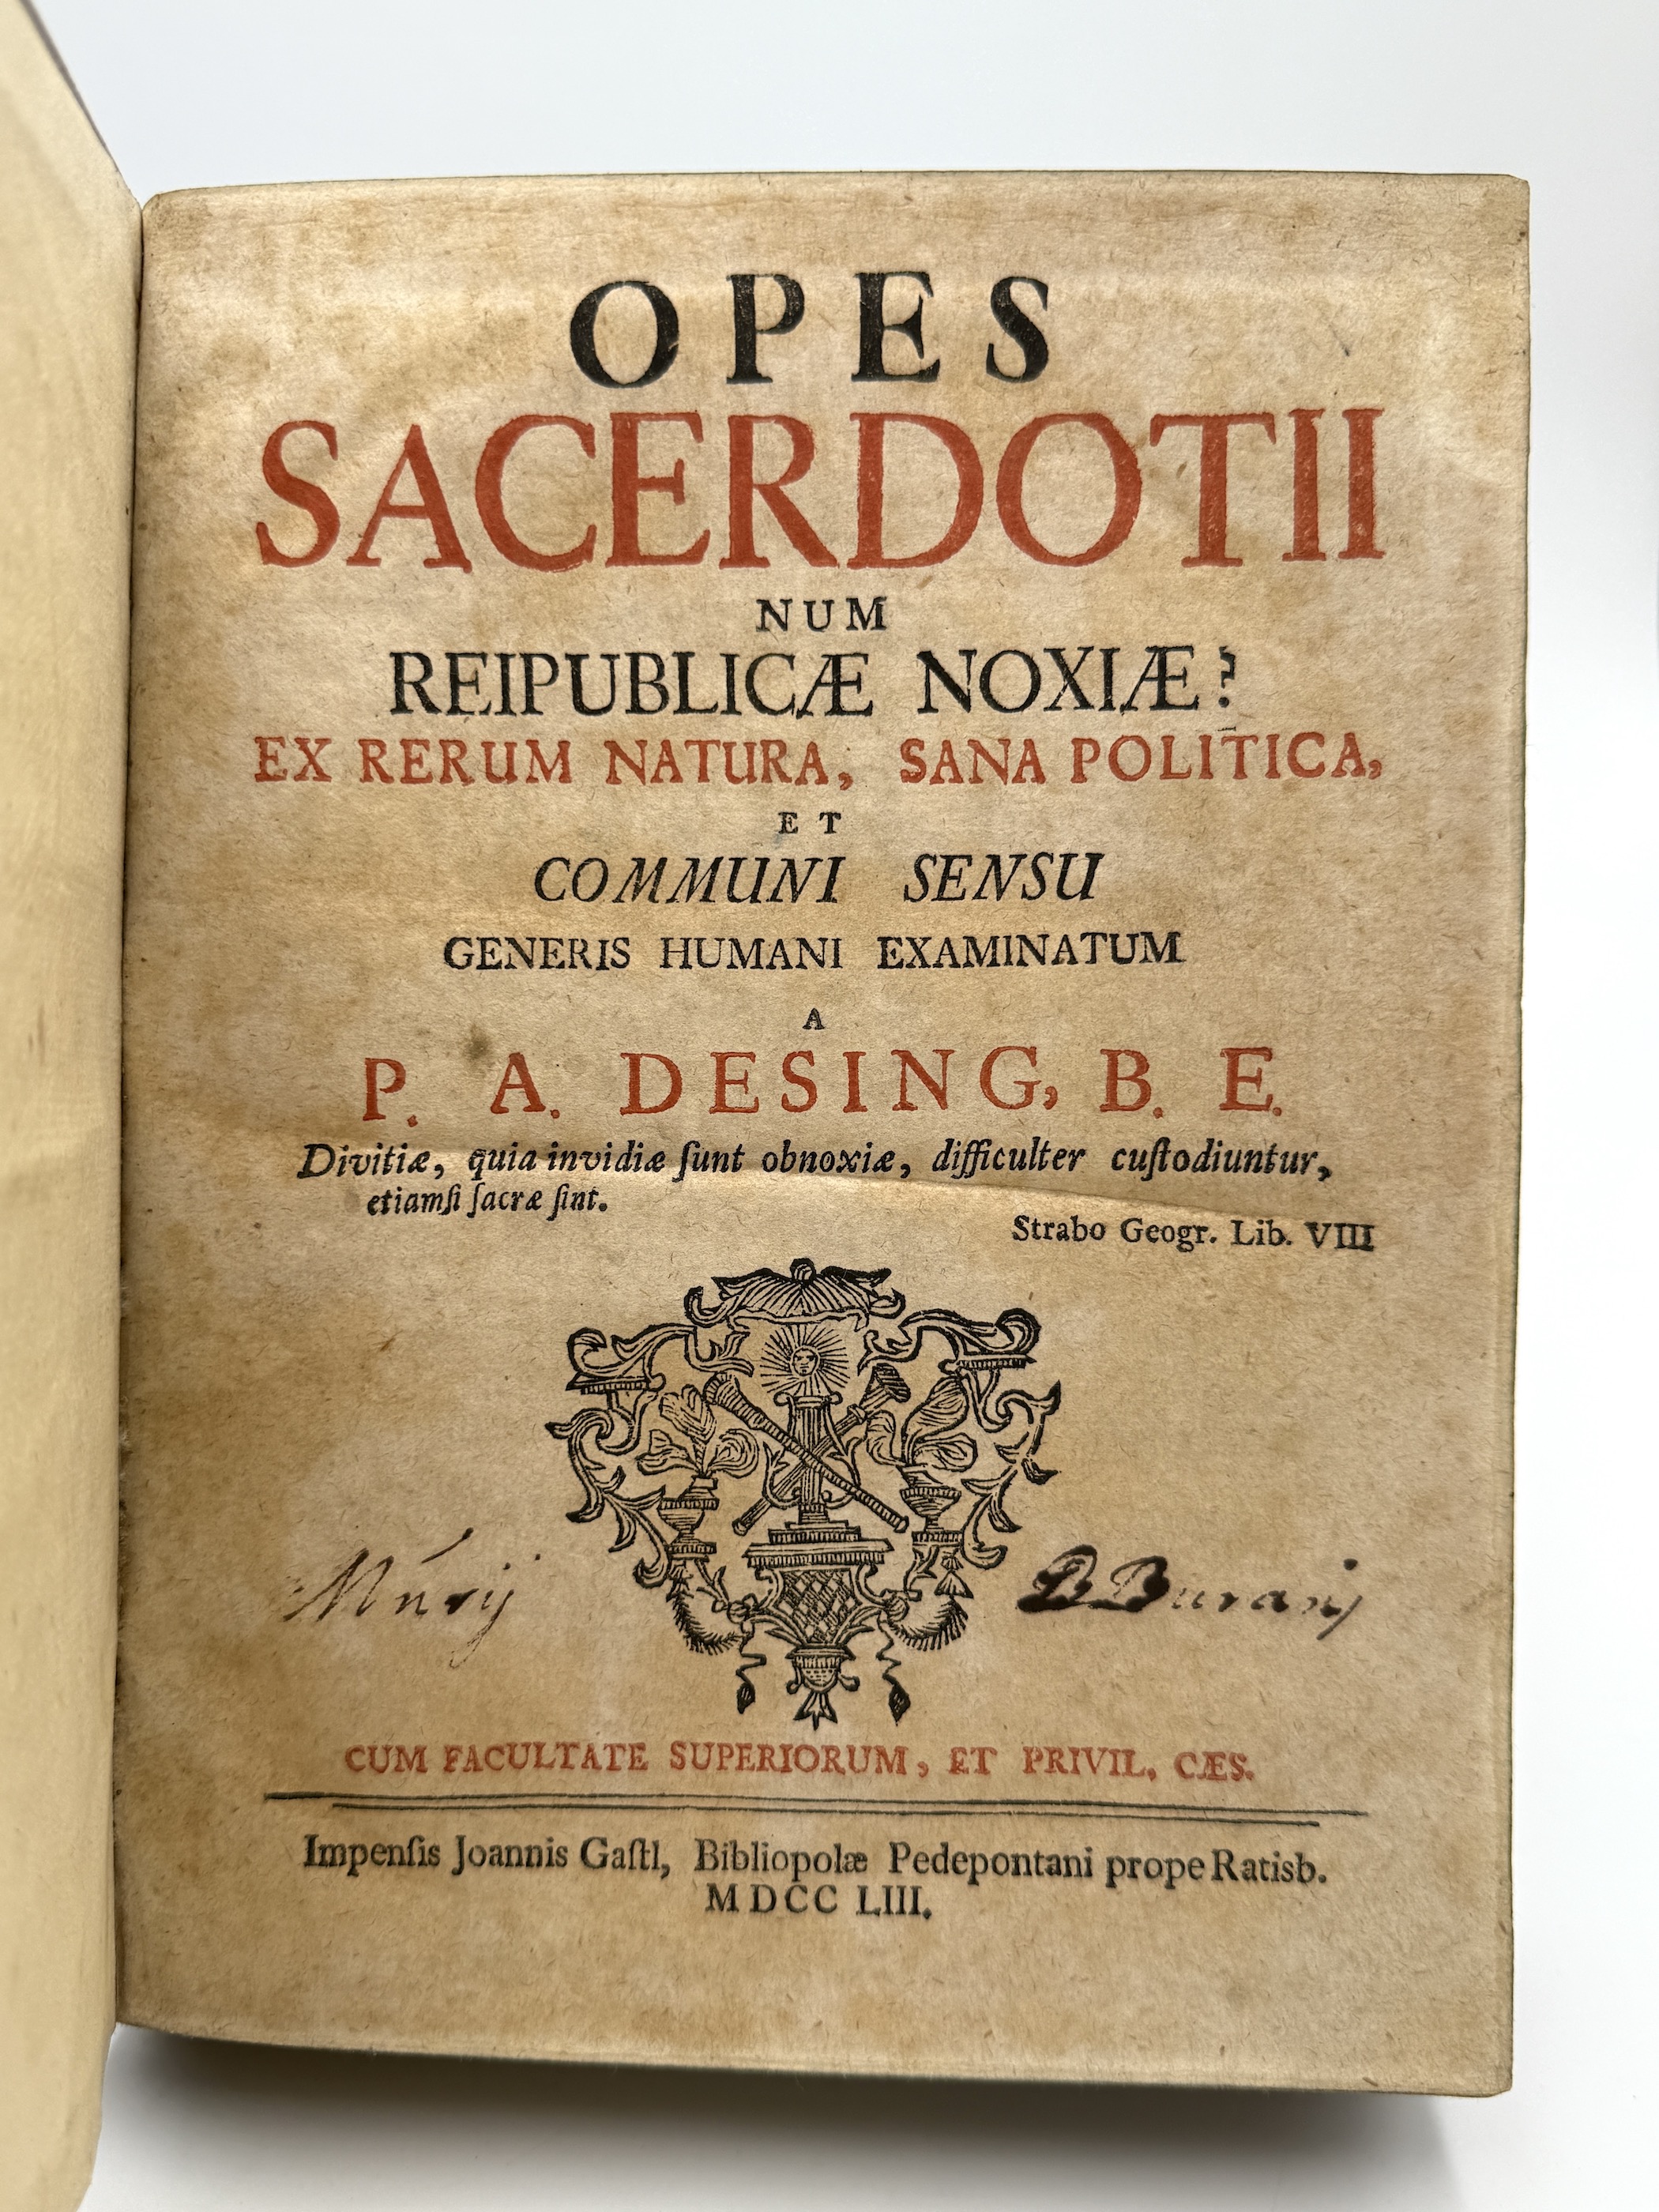 OPES
SACERDOTII
NUM
REIPUBLICÆ NOXIÆ?
EX RERUM NATURA, SANA POLITICA,
ET
COMMUNI SENSU
GENERIS HUMANI EXAMINATUM
A
P. A. DESING, B. E.
Divitiæ, quia invidiæ ſunt obnoxiæ, difficulter cuſtodiuntur,
etiamſi ſacræ ſint.
Strabo Geogr. Lib. VIII
Murij
B Buranij
CUM FACULTATE SUPERIORUM, ET PRIVIL. CÆS.
Impenſis Joannis Gaſtl, Bibliopolæ Pedepontani prope Ratisb.
MDCC LIII.